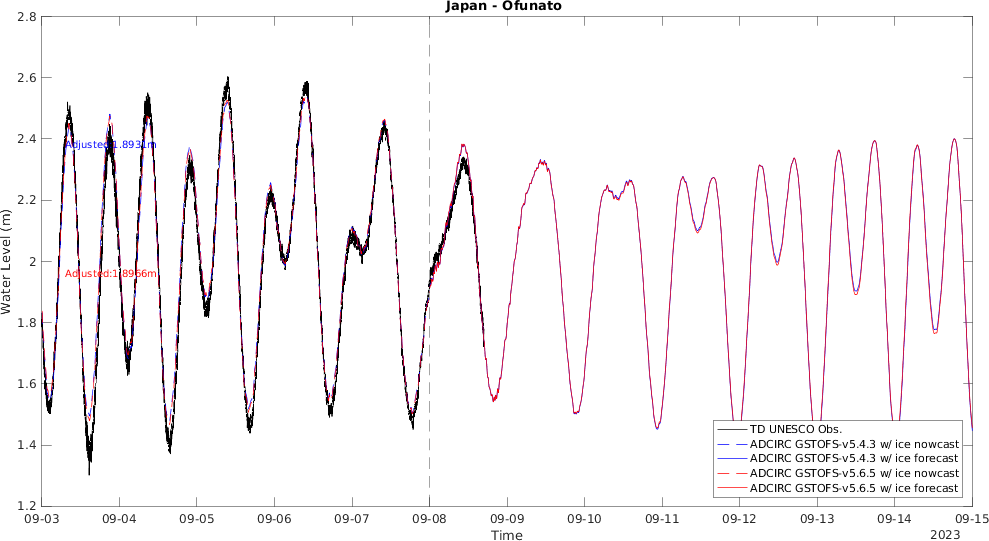 Japan - Ofunato
2.8
2.6
2.4
2.2
2
1.8
1.6
1.4
1.2
Water Level (m)
Adjusted:1.8931m
Adjusted:1.8966m
TD UNESCO Obs.
ADCIRC GSTOFS-v5.4.3 w/ ice nowcast
ADCIRC GSTOFS-v5.4.3 w/ ice forecast
ADCIRC GSTOFS-v5.6.5 w/ ice nowcast
ADCIRC GSTOFS-v5.6.5 w/ ice forecast
09-03 09-04 09-05 09-06 09-07 09-08 09-09 09-10 09-11 09-12 09-13 09-14 09-15
Time
2023